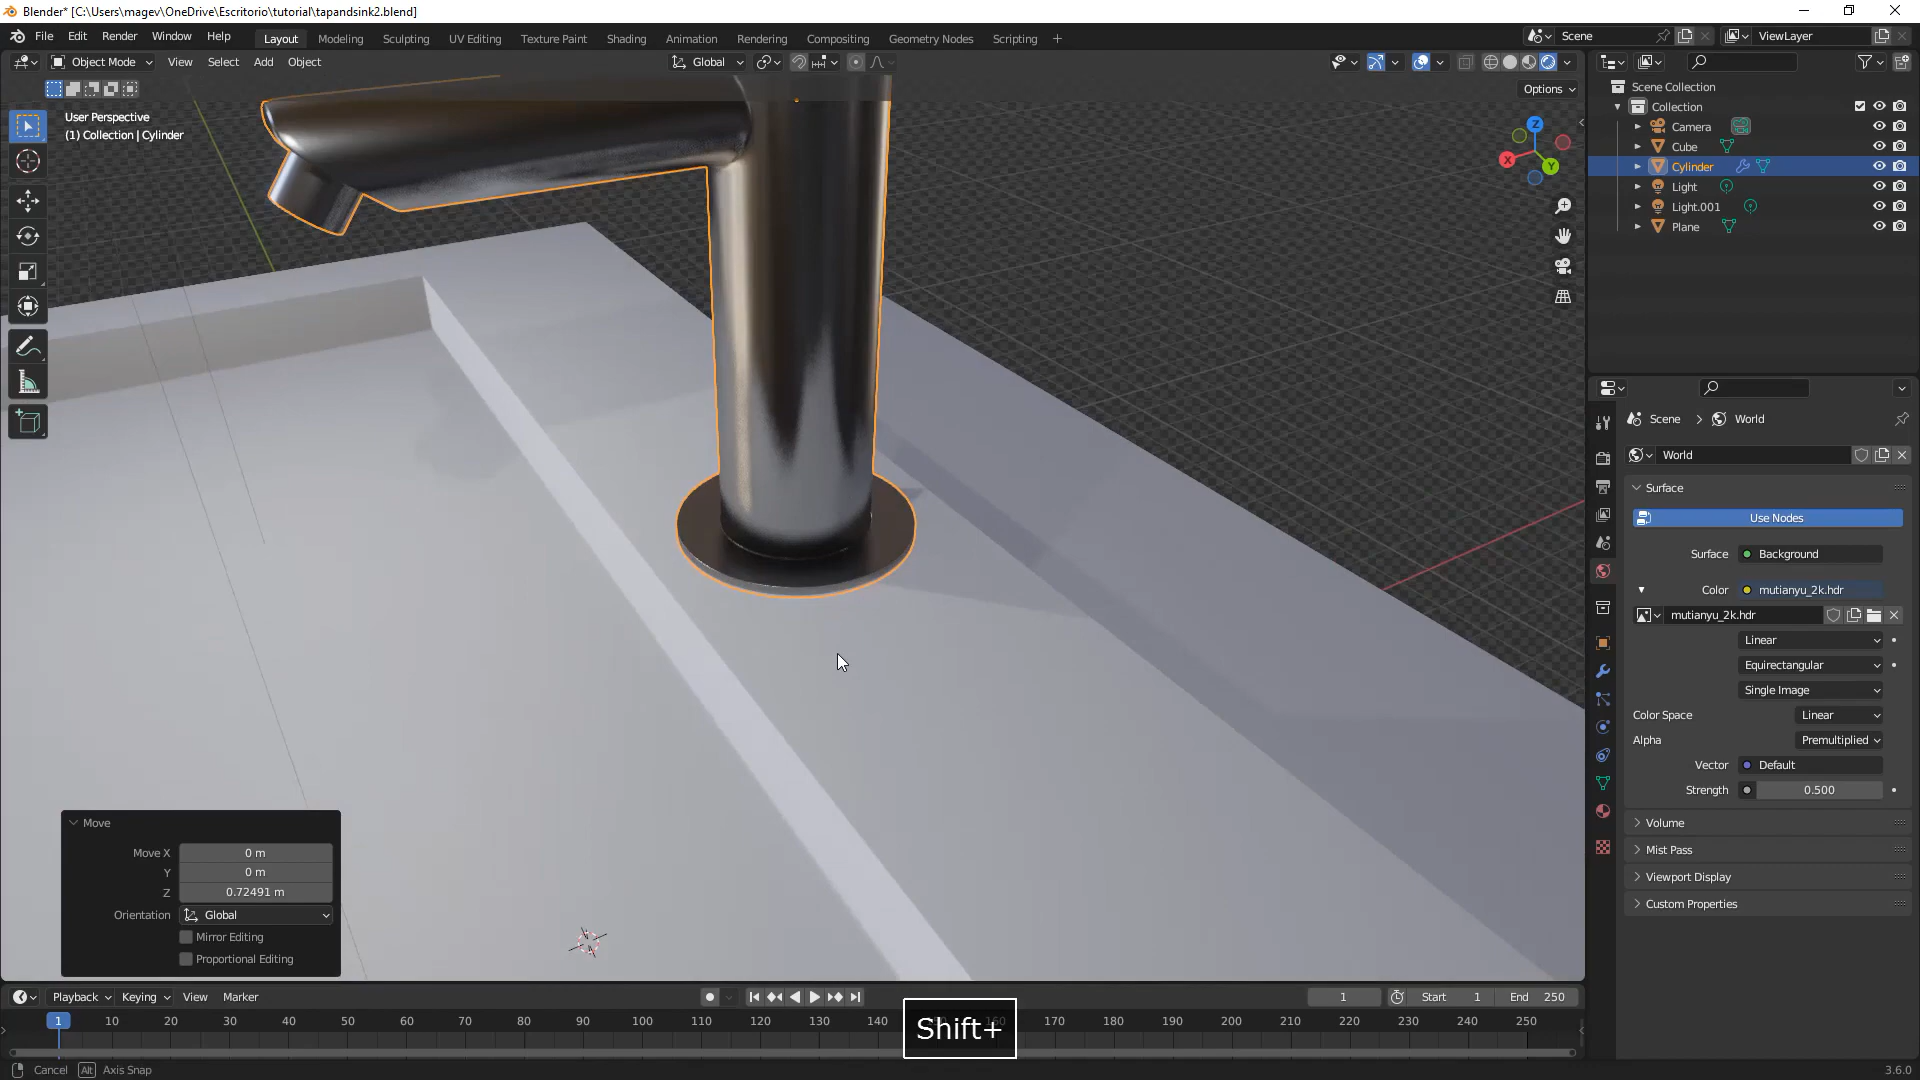 Blender* [C:\Users\magev\OneDrive\Escritorio\tutorial\tapandsink2.blend]
File Edit Render Window Help
Layout Modeling Sculpting UV Editing Texture Paint Shading Animation Rendering Compositing Geometry Nodes Scripting +
Scene
ViewLayer
Object Mode View Select Add Object
Global
Options
User Perspective
(1) Collection | Cylinder
Z
X
Y
Scene Collection
Collection
Camera
Cube
Cylinder
Light
Light.001
Plane
Scene > World
World
Surface
Use Nodes
Surface Background
Color mutianyu_2k.hdr
mutianyu_2k.hdr
Linear
Equirectangular
Single Image
Color Space Linear
Alpha Premultiplied
Vector Default
Strength 0.500
Volume
Mist Pass
Viewport Display
Custom Properties
Move
Move X 0 m
Y 0 m
Z 0.72491 m
Orientation Global
Mirror Editing
Proportional Editing
Playback Keying View Marker
1
Start 1
End 250
1 10 20 30 40 50 60 70 80 90 100 110 120 130 140 160 170 180 190 200 210 220 230 240 250
Shift+
Cancel Alt Axis Snap
3.6.0